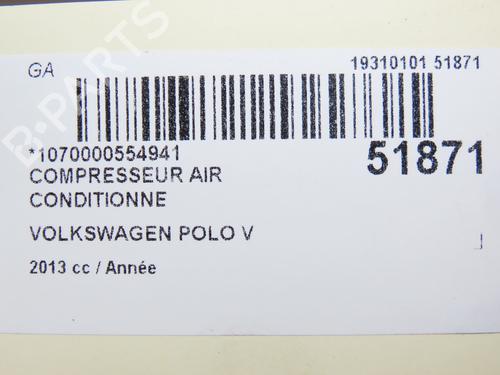 GA
19310101 51871
*1070000554941
51871
COMPRESSEUR AIR
CONDITIONNE
VOLKSWAGEN POLO V
2013 cc / Année
B-PARTS